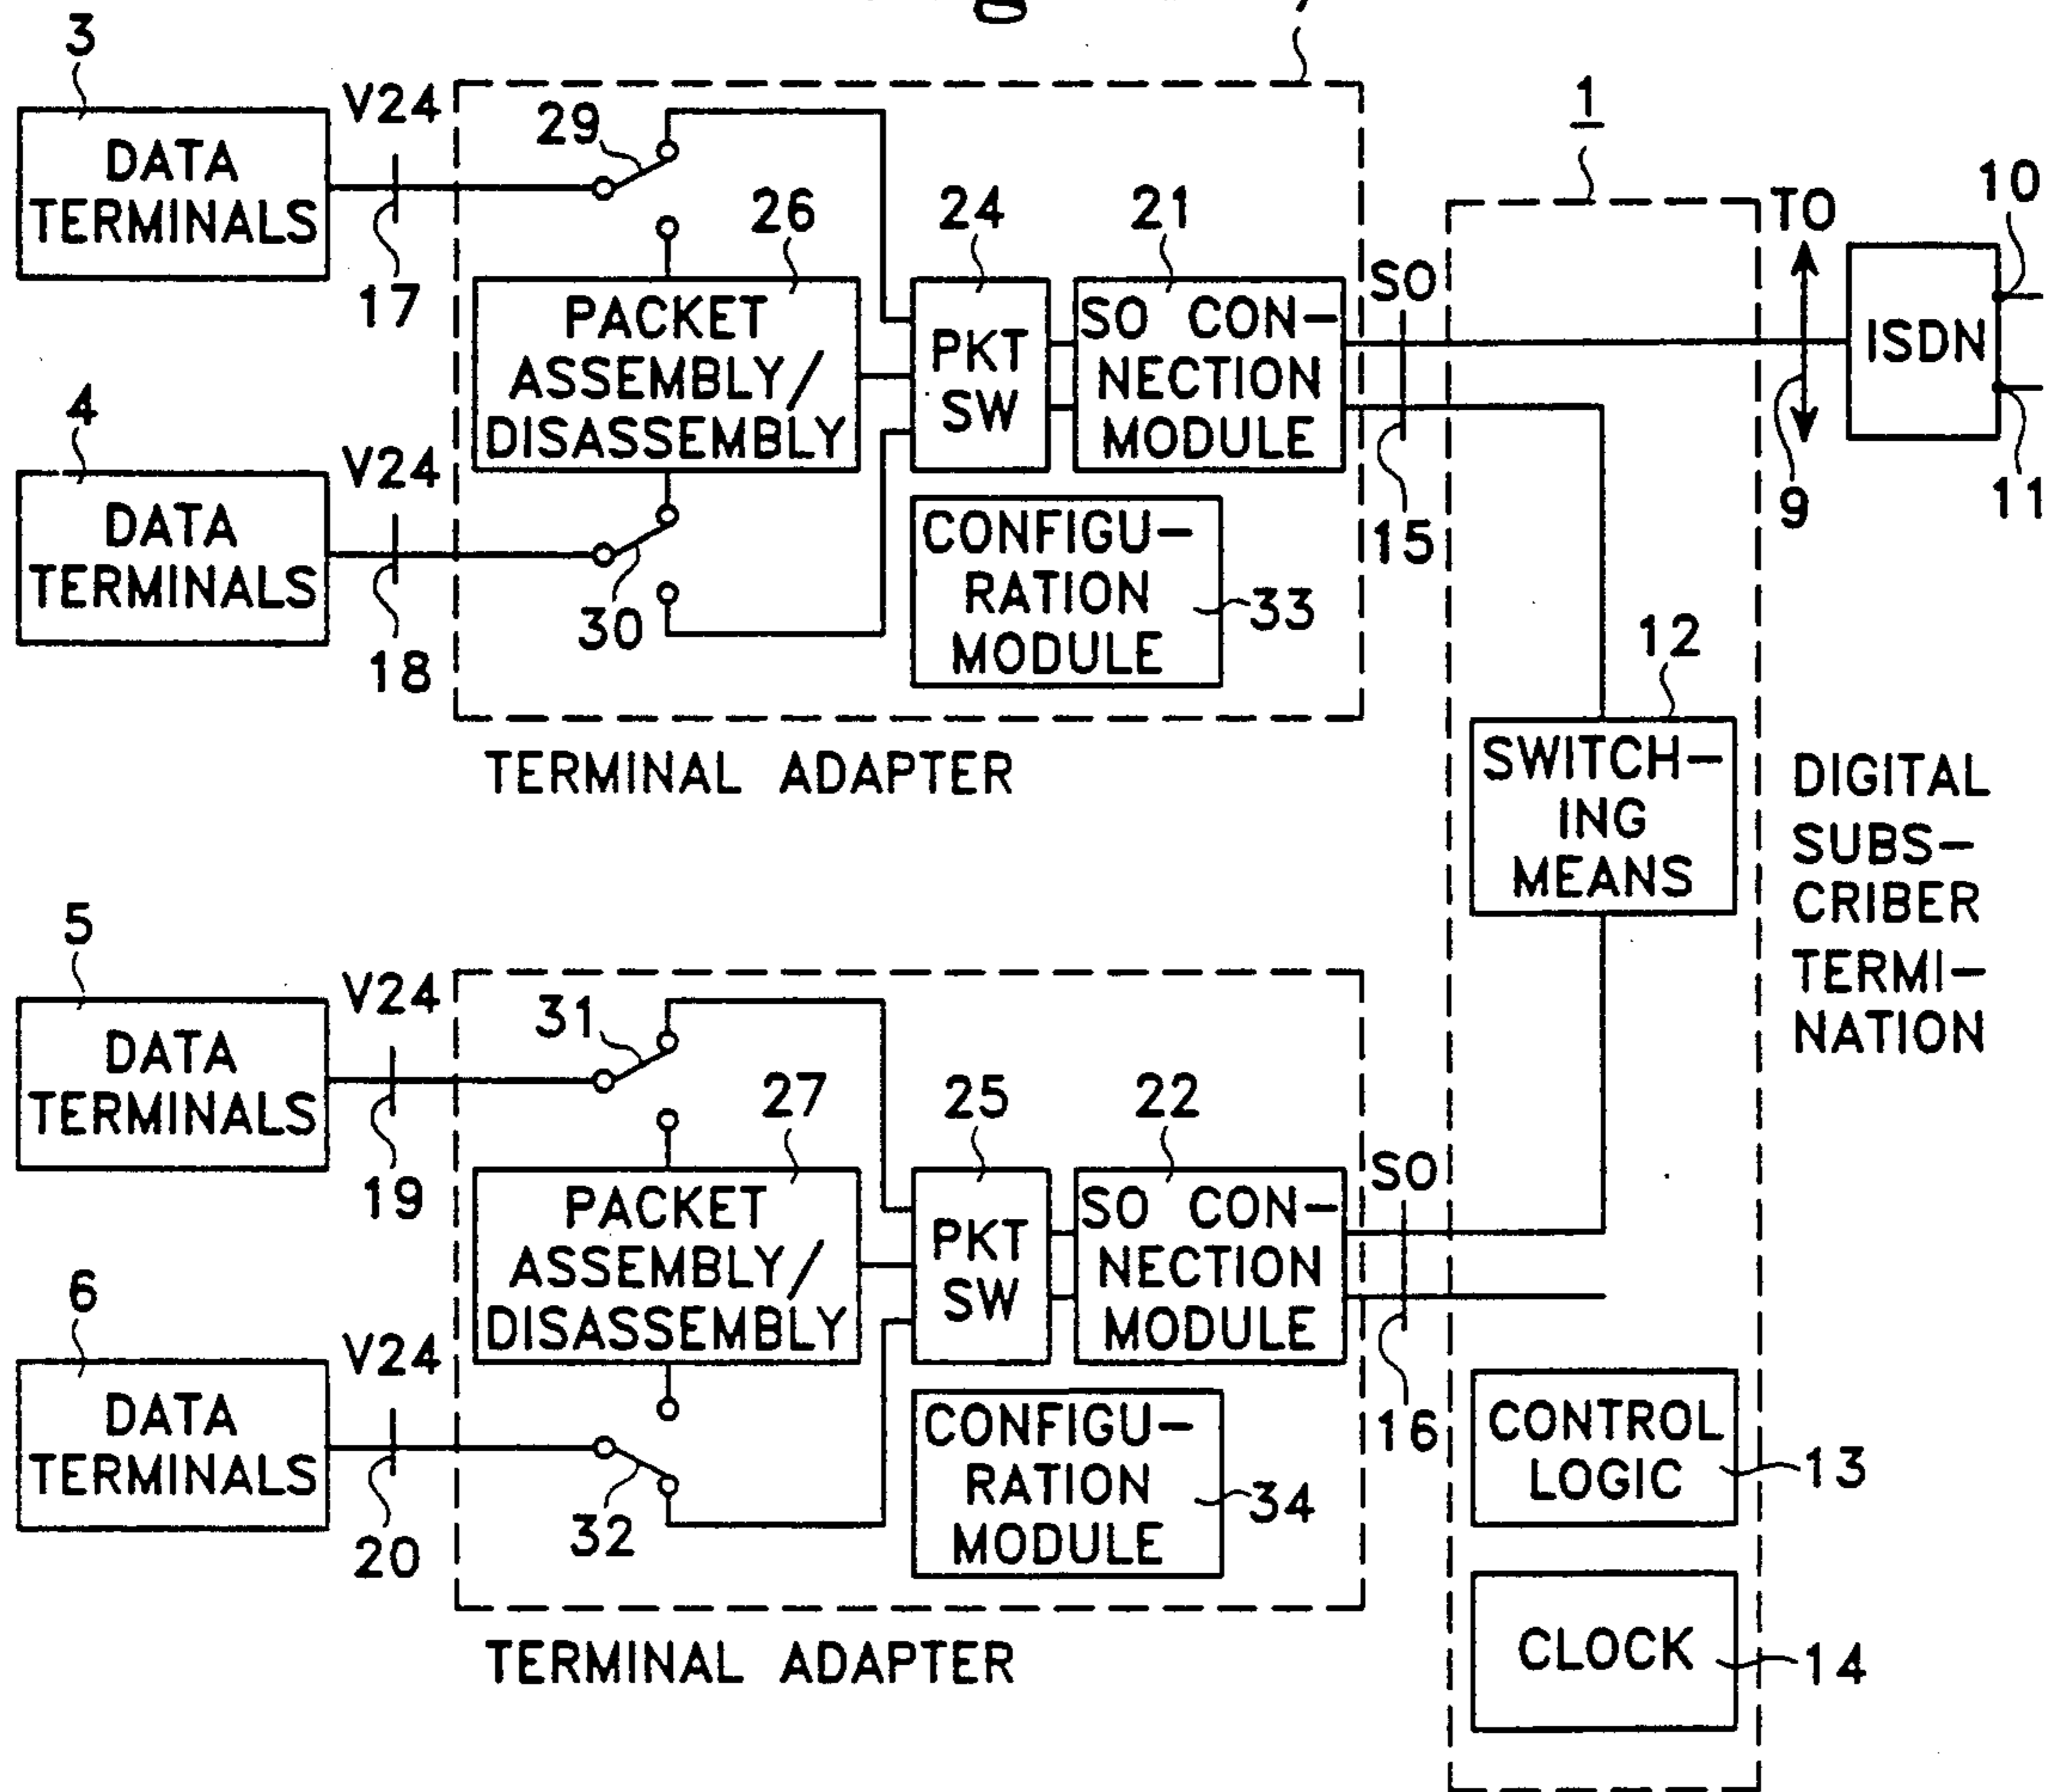 3
V24
29
1
DATA
TERMINALS
26
24
21
SO
TO
10
17
PACKET
ASSEMBLY/
DISASSEMBLY
PKT
SW
SO CON-
NECTION
MODULE
ISDN
4
V24
9
11
15
DATA
TERMINALS
CONFIGU-
RATION
MODULE
33
30
18
12
TERMINAL ADAPTER
SWITCH-
ING
MEANS
DIGITAL
SUBS-
CRIBER
TERMI-
NATION
5
V24
31
DATA
TERMINALS
27
25
22
SO
19
PACKET
ASSEMBLY/
DISASSEMBLY
PKT
SW
SO CON-
NECTION
MODULE
6
V24
16
DATA
TERMINALS
CONFIGU-
RATION
MODULE
34
CONTROL
LOGIC
13
32
20
TERMINAL ADAPTER
CLOCK
14